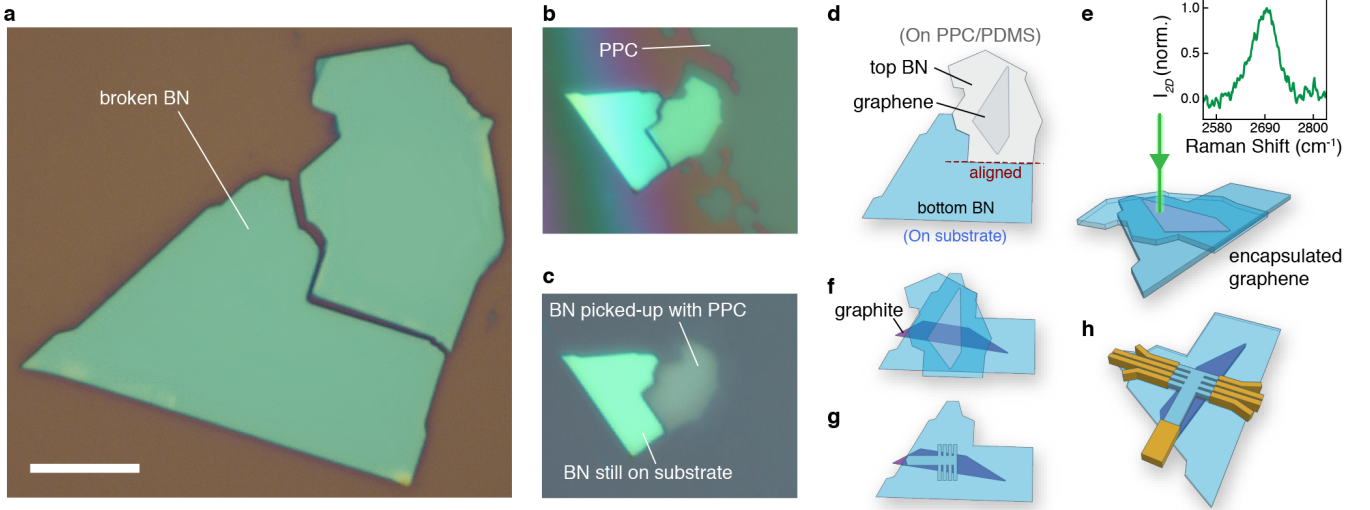 a
broken BN
b
PPC
c
BN picked-up with PPC
BN still on substrate
d
(On PPC/PDMS)
top BN
graphene
aligned
bottom BN
(On substrate)
e
I2D (norm.)
1.0
0.5
0.0
2580 2690 2800
Raman Shift (cm-1)
encapsulated
graphene
f
graphite
g
h